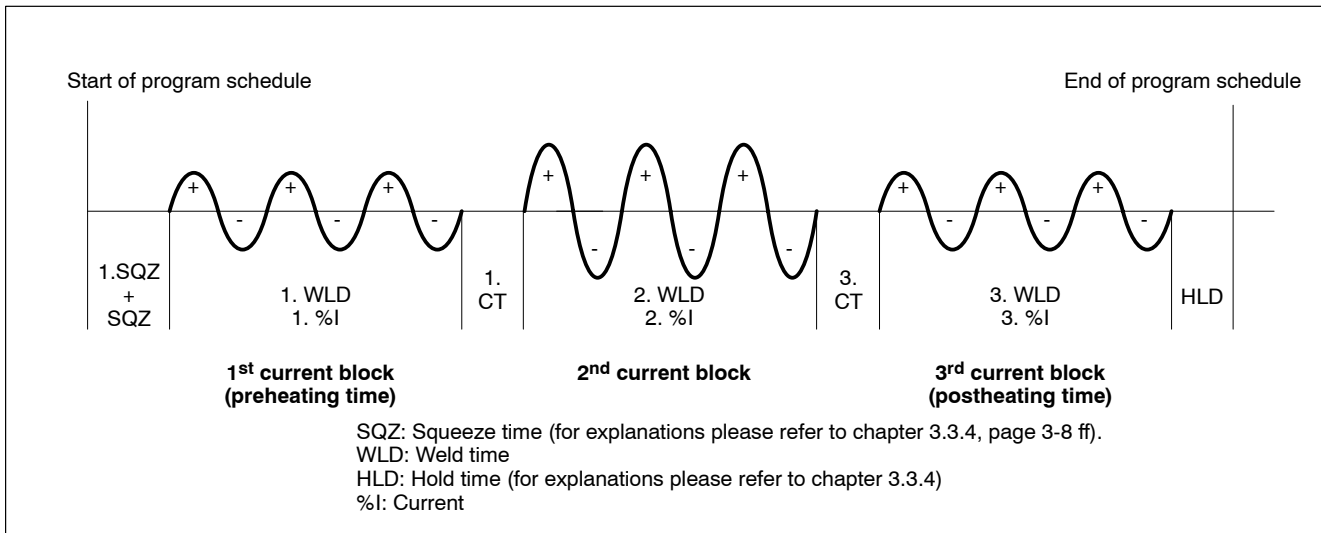 Start of program schedule
End of program schedule
+ - + - + -
+ - + - + -
+ - + - + -
1.SQZ
+
SQZ
1. WLD
1. %I
1.
CT
2. WLD
2. %I
3.
CT
3. WLD
3. %I
HLD
1st current block
(preheating time)
2nd current block
3rd current block
(postheating time)
SQZ: Squeeze time (for explanations please refer to chapter 3.3.4, page 3-8 ff).
WLD: Weld time
HLD: Hold time (for explanations please refer to chapter 3.3.4)
%I: Current